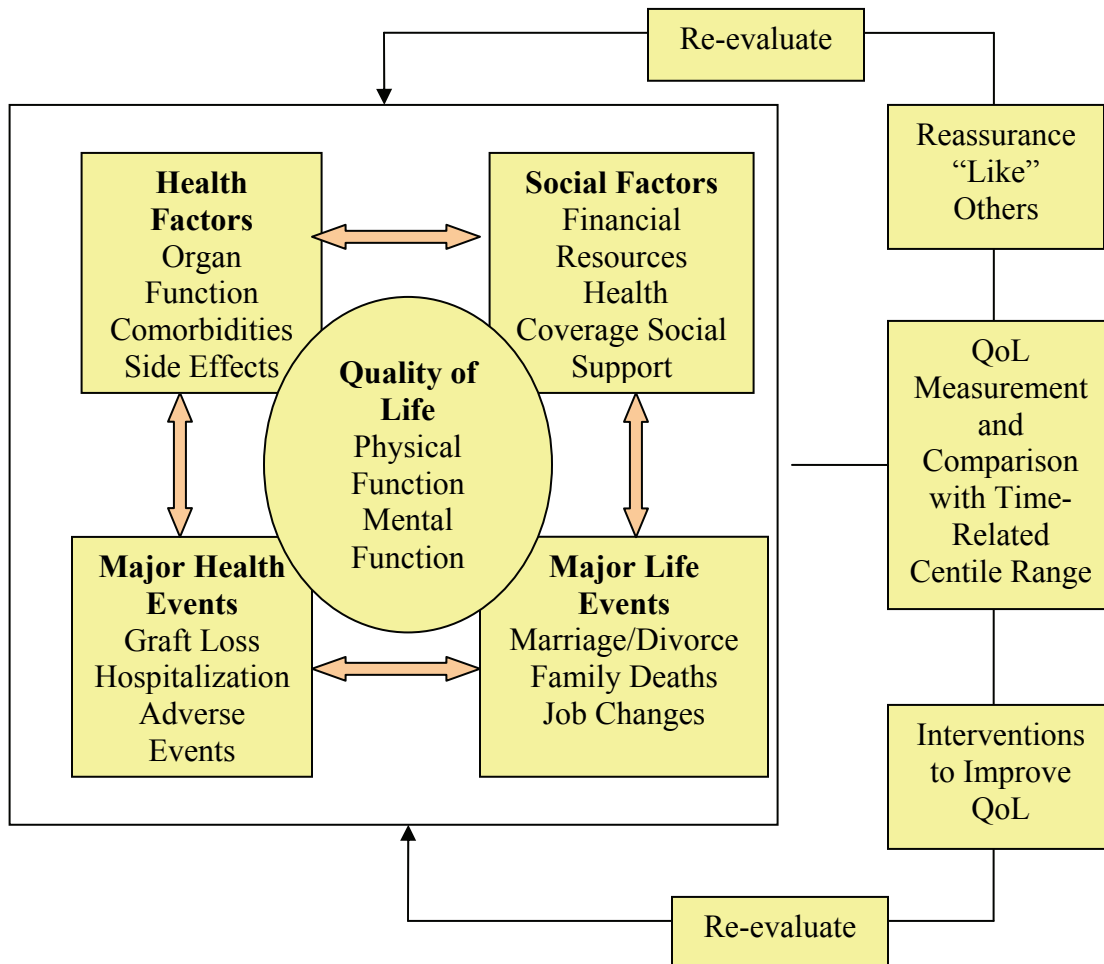 Re-evaluate
Health
Factors
Organ
Function
Comorbidities
Side Effects
Social Factors
Financial
Resources
Health
Coverage Social
Support
Quality of
Life
Physical
Function
Mental
Function
Major Health
Events
Graft Loss
Hospitalization
Adverse
Events
Major Life
Events
Marriage/Divorce
Family Deaths
Job Changes
Reassurance
“Like”
Others
QoL
Measurement
and
Comparison
with Time-
Related
Centile Range
Interventions
to Improve
QoL
Re-evaluate